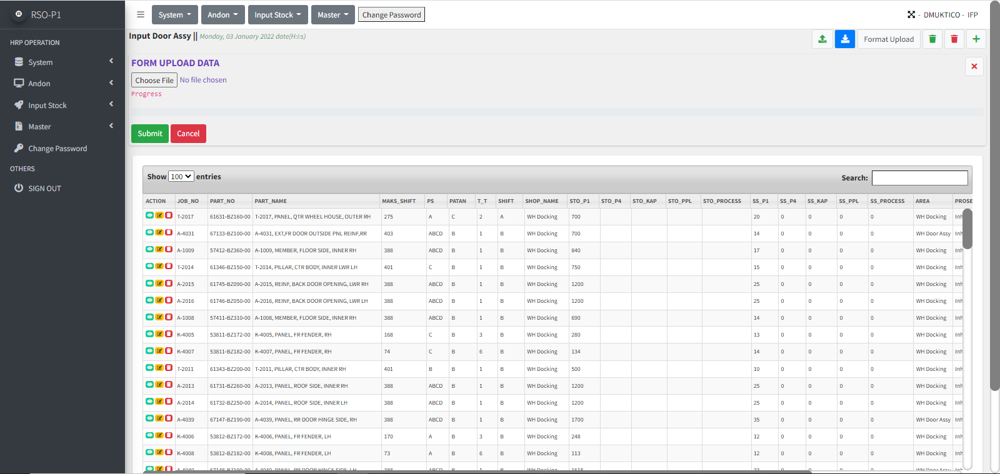 RSO-P1
System Andon Input Stock Master Change Password
- DMUKTICO - IFP
HRP OPERATION
System
Andon
Input Stock
Master
Change Password
OTHERS
SIGN OUT
Input Door Assy || Monday, 03 January 2022 date(H:i:s)
Format Upload
FORM UPLOAD DATA
Choose File No file chosen
Progress
Submit Cancel
Show 100 entries
Search:
ACTION JOB_NO PART_NO PART_NAME MAKS_SHIFT PS PATAN T_T SHIFT SHOP_NAME STO_P1 STO_P4 STO_KAP STO_PPL STO_PROCESS SS_P1 SS_P4 SS_KAP SS_PPL SS_PROCESS AREA PROSE
T-2017 61631-BZ160-00 T-2017, PANEL, QTR WHEEL HOUSE, OUTER RH 275 A C 2 A WH Docking 700 20 0 0 0 0 WH Docking Inh
A-4031 67133-BZ100-00 A-4031, EXT,FR DOOR OUTSIDE PNL REINF,RR 403 ABCD B 1 B WH Docking 700 14 0 0 0 0 WH Door Assy Inh
A-1009 57412-BZ360-00 A-1009, MEMBER, FLOOR SIDE, INNER RH 388 ABCD B 1 B WH Docking 840 17 0 0 0 0 WH Docking Inh
T-2014 61346-BZ150-00 T-2014, PILLAR, CTR BODY, INNER LWR LH 401 C B 1 B WH Docking 750 15 0 0 0 0 WH Docking Inh
A-2015 61745-BZ090-00 A-2015, REINF, BACK DOOR OPENING, LWR RH 388 ABCD B 1 B WH Docking 1200 25 0 0 0 0 WH Docking Inh
A-2016 61746-BZ050-00 A-2016, REINF, BACK DOOR OPENING, LWR LH 388 ABCD B 1 B WH Docking 1200 25 0 0 0 0 WH Docking Inh
A-1008 57411-BZ310-00 A-1008, MEMBER, FLOOR SIDE, INNER RH 388 ABCD B 1 B WH Docking 690 14 0 0 0 0 WH Docking Inh
K-4005 53811-BZ172-00 K-4005, PANEL, FR FENDER, RH 168 C B 3 B WH Docking 280 13 0 0 0 0 WH Docking Inh
K-4007 53811-BZ182-00 K-4007, PANEL, FR FENDER, RH 74 C B 6 B WH Docking 134 14 0 0 0 0 WH Docking Inh
T-2011 61343-BZ200-00 T-2011, PILLAR, CTR BODY, INNER RH 401 B B 1 B WH Docking 500 10 0 0 0 0 WH Docking Inh
A-2013 61731-BZ260-00 A-2013, PANEL, ROOF SIDE, INNER RH 388 ABCD B 1 B WH Docking 1200 25 0 0 0 0 WH Docking Inh
A-2014 61732-BZ250-00 A-2014, PANEL, ROOF SIDE, INNER LH 388 ABCD B 1 B WH Docking 1200 25 0 0 0 0 WH Docking Inh
A-4039 67147-BZ190-00 A-4039, PANEL, RR DOOR HINGE SIDE, RH 388 ABCD B 1 B WH Docking 1700 35 0 0 0 0 WH Door Assy Inh
K-4006 53812-BZ172-00 K-4006, PANEL, FR FENDER, LH 170 A B 3 B WH Docking 248 12 0 0 0 0 WH Docking Inh
K-4008 53812-BZ182-00 K-4008, PANEL, FR FENDER, LH 73 A B 6 B WH Docking 113 12 0 0 0 0 WH Docking Inh
A-4040 67148-BZ190-00 A-4040, PANEL, RR DOOR HINGE SIDE, LH 388 ABCD B 1 B WH Docking 1615 33 0 0 0 0 WH Door Assy Inh